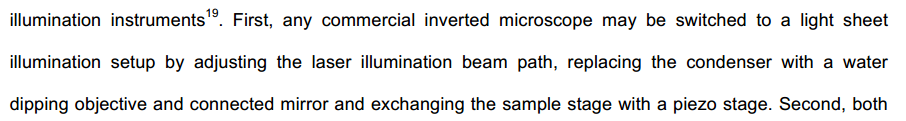 illumination instruments¹⁹. First, any commercial inverted microscope may be switched to a light sheet
illumination setup by adjusting the laser illumination beam path, replacing the condenser with a water
dipping objective and connected mirror and exchanging the sample stage with a piezo stage. Second, both